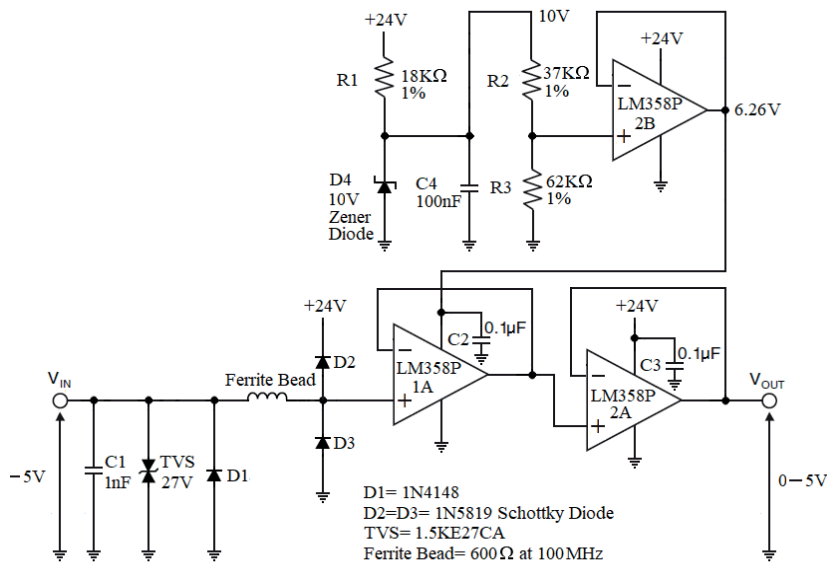 +24V
10V
R1
18KΩ
1%
R2
37KΩ
1%
+24V
LM358P
2B
6.26V
D4
10V
Zener
Diode
C4
100nF
R3
62KΩ
1%
+24V
D2
C2
0.1µF
LM358P
1A
+24V
C3
0.1µF
LM358P
2A
V_IN
Ferrite Bead
V_OUT
−5V
C1
1nF
TVS
27V
D1
D3
0−5V
D1= 1N4148
D2=D3= 1N5819 Schottky Diode
TVS= 1.5KE27CA
Ferrite Bead= 600Ω at 100MHz